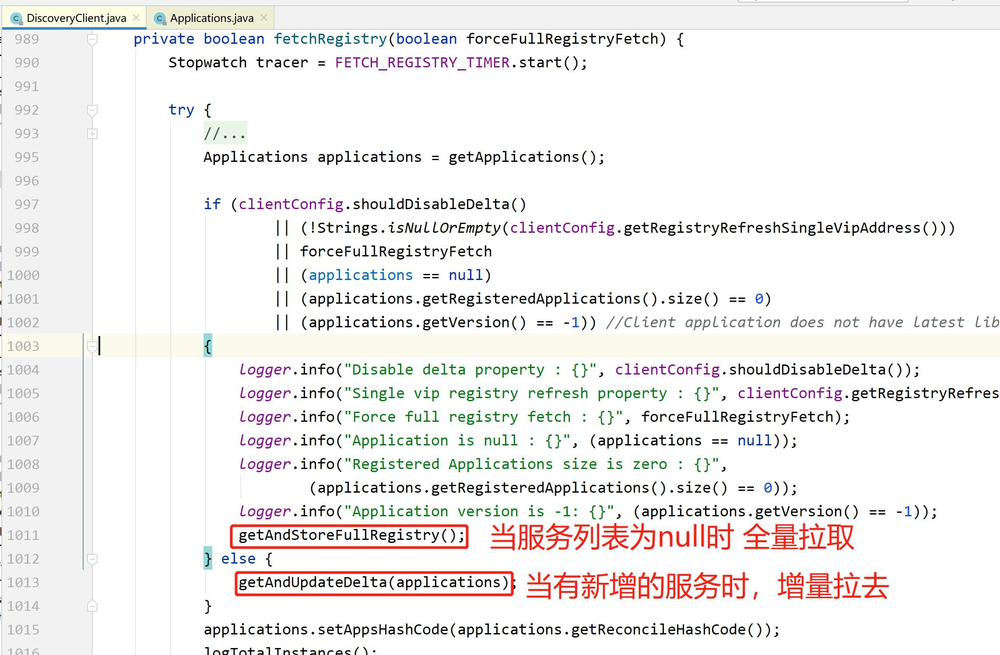 DiscoveryClient.java Applications.java
989 private boolean fetchRegistry(boolean forceFullRegistryFetch) {
990 Stopwatch tracer = FETCH_REGISTRY_TIMER.start();
991
992 try {
993 //...
995 Applications applications = getApplications();
996
997 if (clientConfig.shouldDisableDelta()
998 || (!Strings.isNullOrEmpty(clientConfig.getRegistryRefreshSingleVipAddress()))
999 || forceFullRegistryFetch
1000 || (applications == null)
1001 || (applications.getRegisteredApplications().size() == 0)
1002 || (applications.getVersion() == -1)) //Client application does not have latest lib
1003 {
1004 logger.info("Disable delta property : {}", clientConfig.shouldDisableDelta());
1005 logger.info("Single vip registry refresh property : {}", clientConfig.getRegistryRefres
1006 logger.info("Force full registry fetch : {}", forceFullRegistryFetch);
1007 logger.info("Application is null : {}", (applications == null));
1008 logger.info("Registered Applications size is zero : {}",
1009 (applications.getRegisteredApplications().size() == 0));
1010 logger.info("Application version is -1: {}", (applications.getVersion() == -1));
1011 getAndStoreFullRegistry(); 当服务列表为null时 全量拉取
1012 } else {
1013 getAndUpdateDelta(applications); 当有新增的服务时，增量拉去
1014 }
1015 applications.setAppsHashCode(applications.getReconcileHashCode());
1016 logTotalInstances();